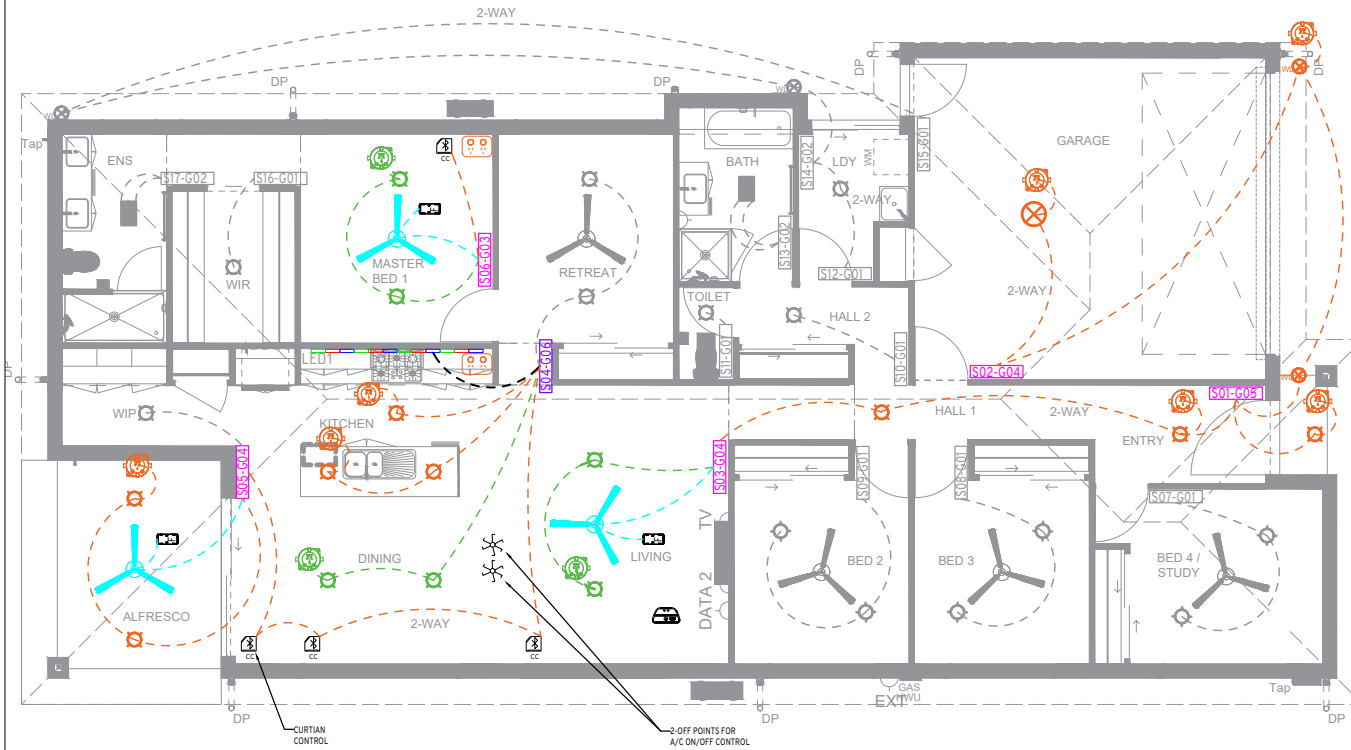 2-WAY
DP
DP
DP
DP
Tap
ENS
S17-G02
S16-G01
CC
BATH
S14-G02
LDY
WM
S15-G01
GARAGE
2-WAY
WIR
MASTER
BED 1
S06-G03
RETREAT
S13-G02
S12-G01
TOILET
HALL 2
2-WAY
LED1
S04-G06
S11-G01
S10-G01
S02-G04
DP
WIP
KITCHEN
HALL 1
2-WAY
S01-G05
ENTRY
S05-G04
S03-G04
S09-G01
S08-G01
S07-G01
TV
DINING
LIVING
BED 2
BED 3
BED 4 /
STUDY
DATA 2
ALFRESCO
2-WAY
CC
CC
CC
GAS
HWU
EXT
Tap
DP
DP
DP
CURTIAN
CONTROL
2-OFF POINTS FOR
A/C ON/OFF CONTROL